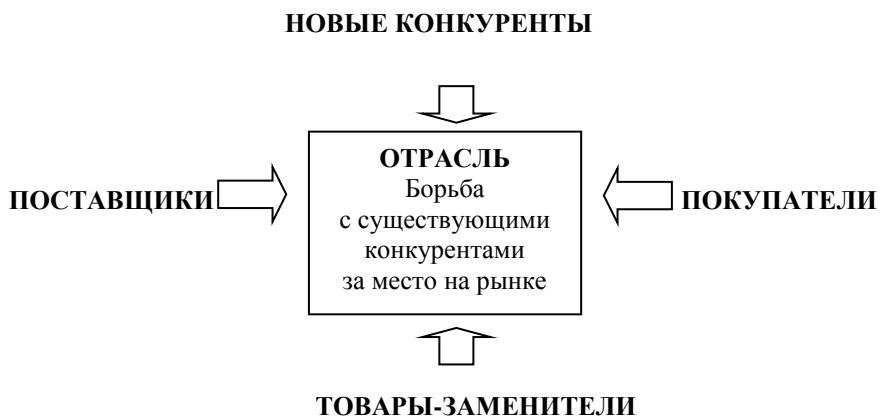 НОВЫЕ КОНКУРЕНТЫ
ОТРАСЛЬ
Борьба
с существующими
конкурентами
за место на рынке
ПОСТАВЩИКИ
ПОКУПАТЕЛИ
ТОВАРЫ-ЗАМЕНИТЕЛИ